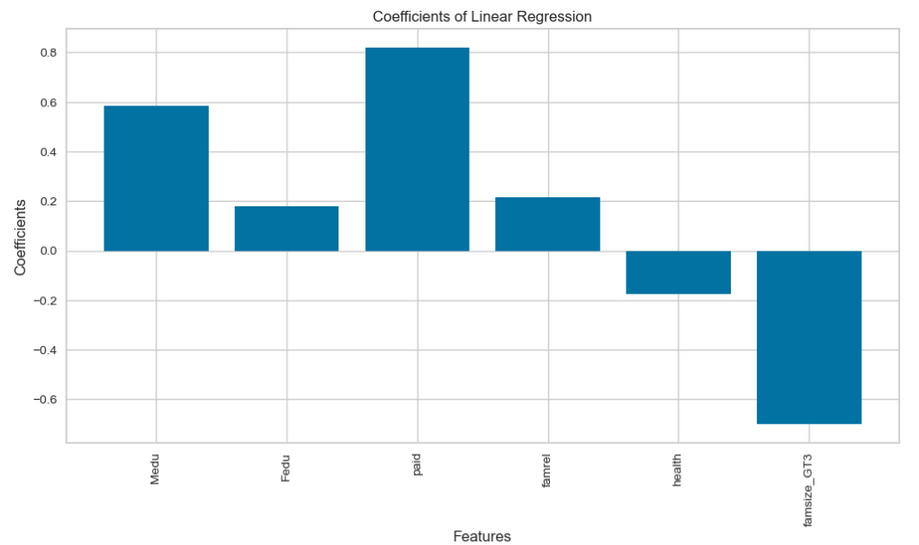 Coefficients of Linear Regression
Coefficients
0.8
0.6
0.4
0.2
0.0
−0.2
−0.4
−0.6
Medu
Fedu
paid
famrel
health
famsize_GT3
Features